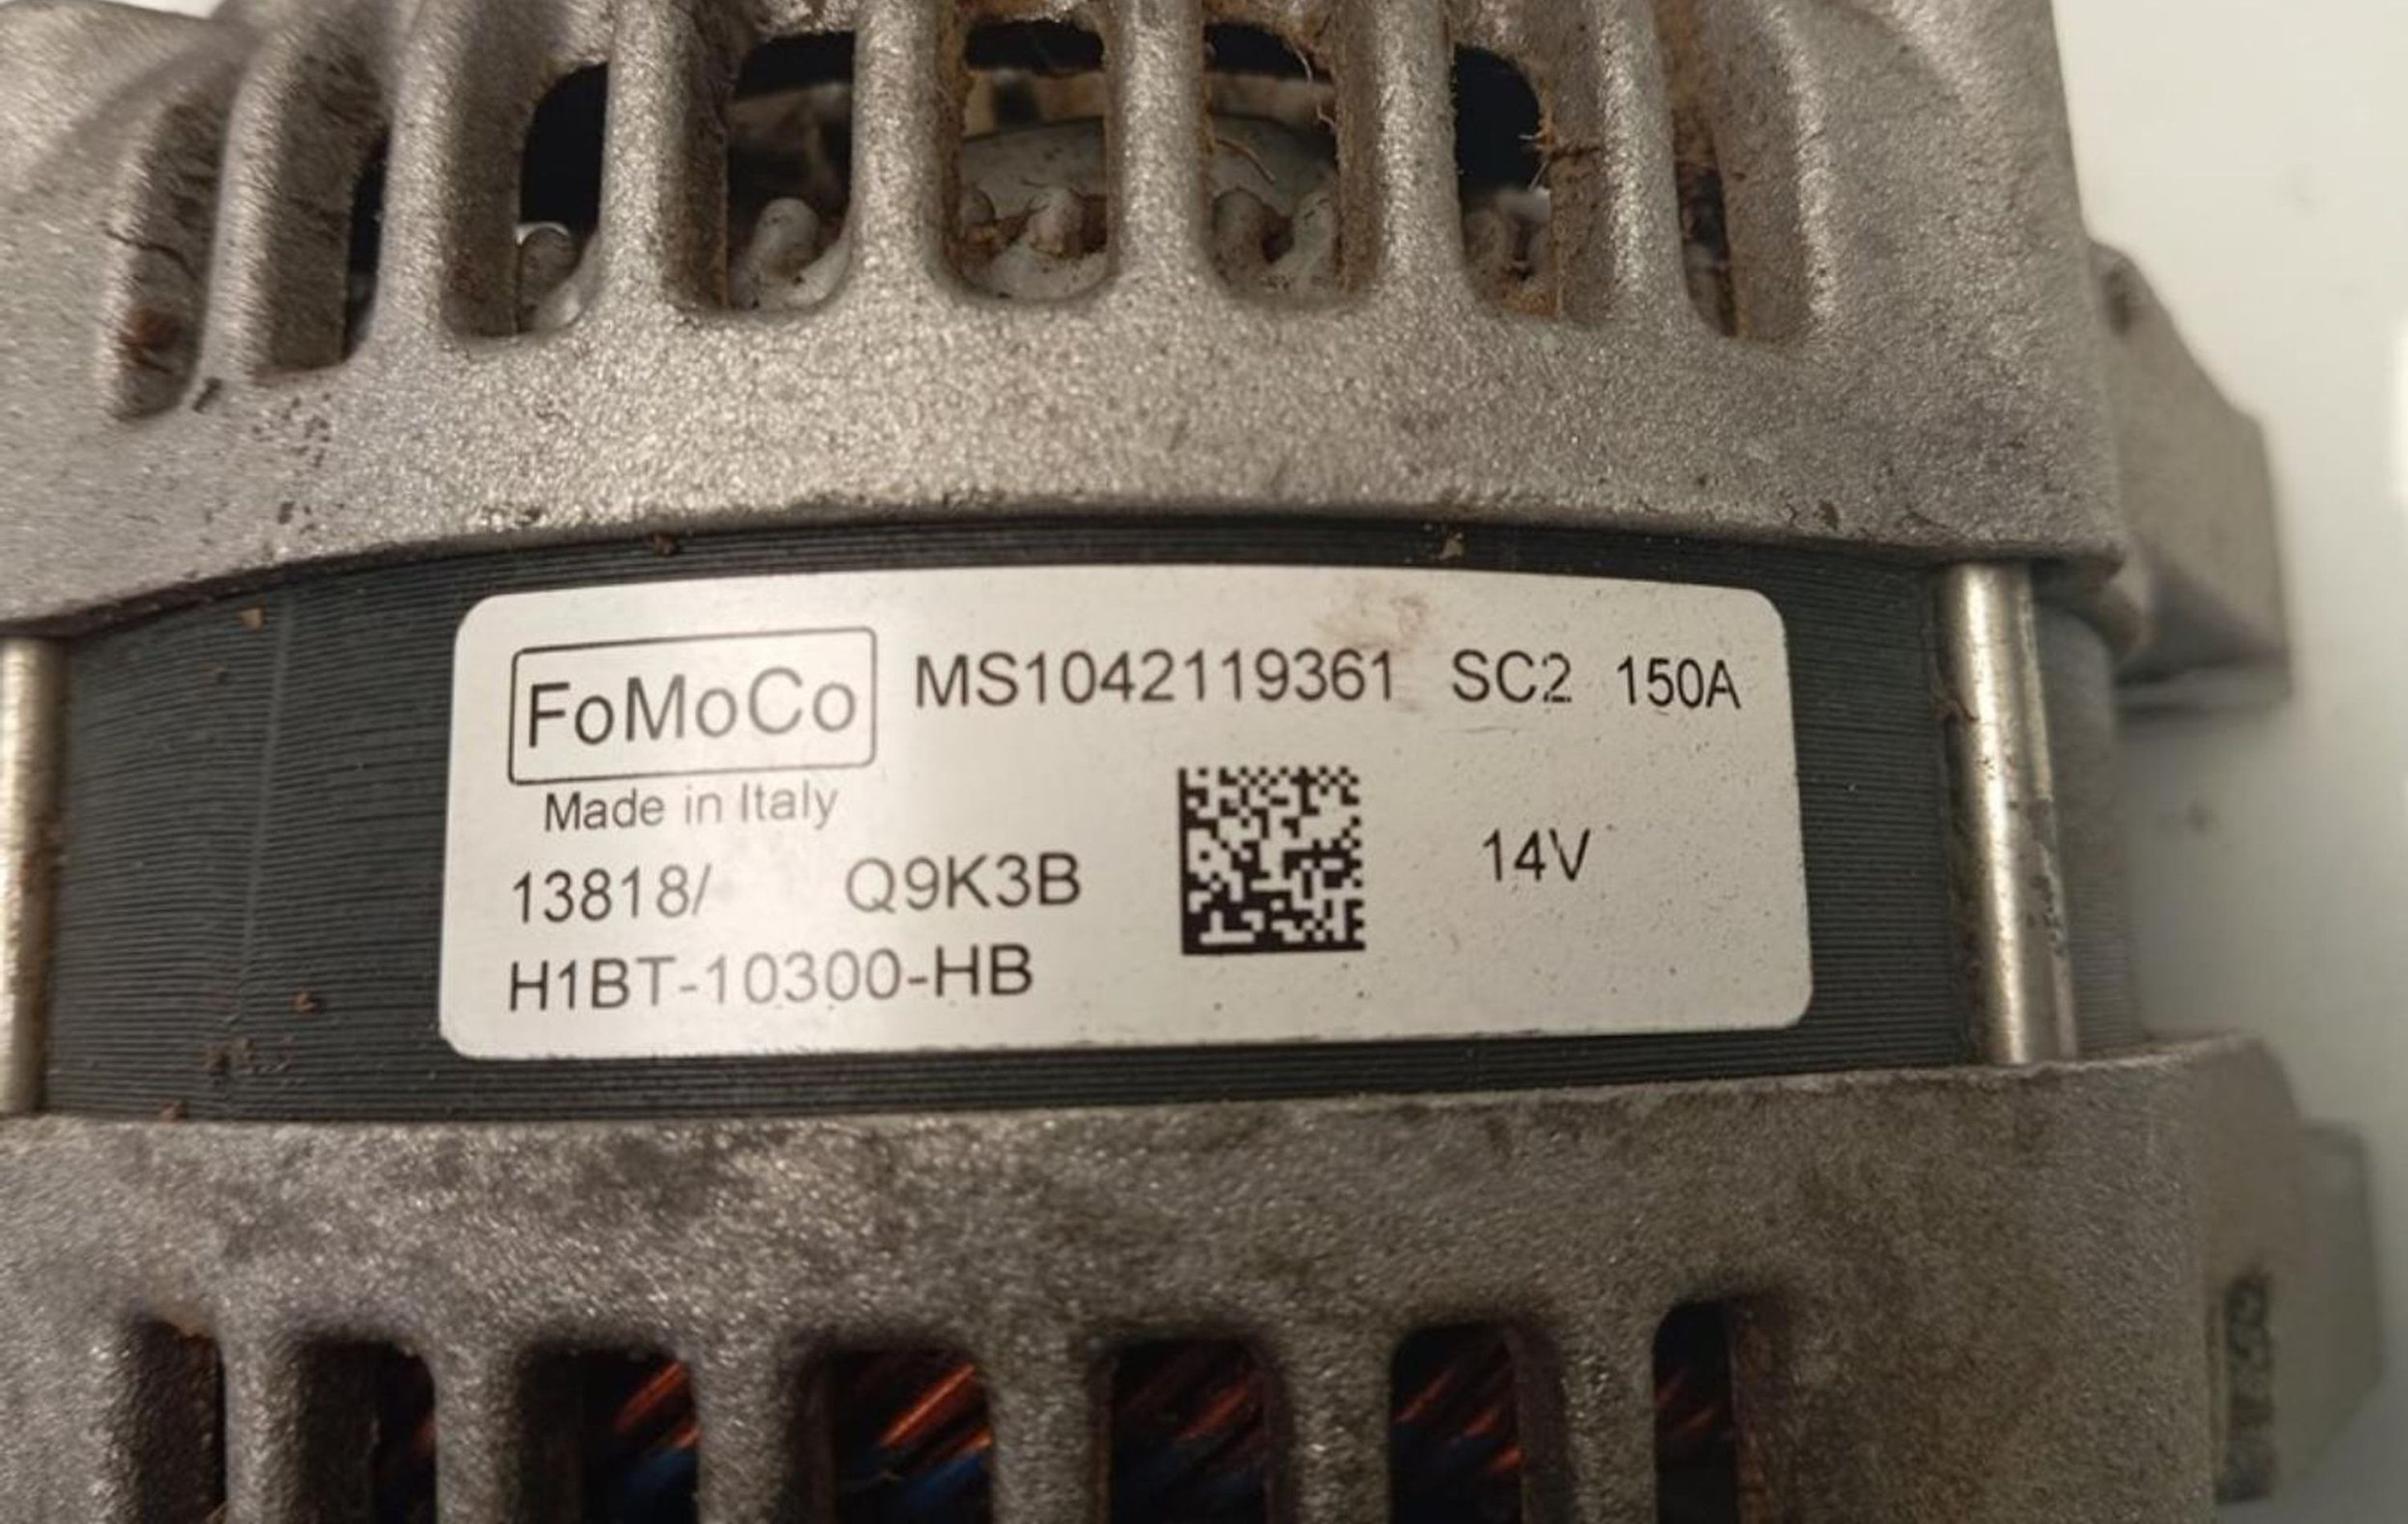 FoMoCo MS1042119361 SC2 150A
Made in Italy
13818/ Q9K3B 14V
H1BT-10300-HB